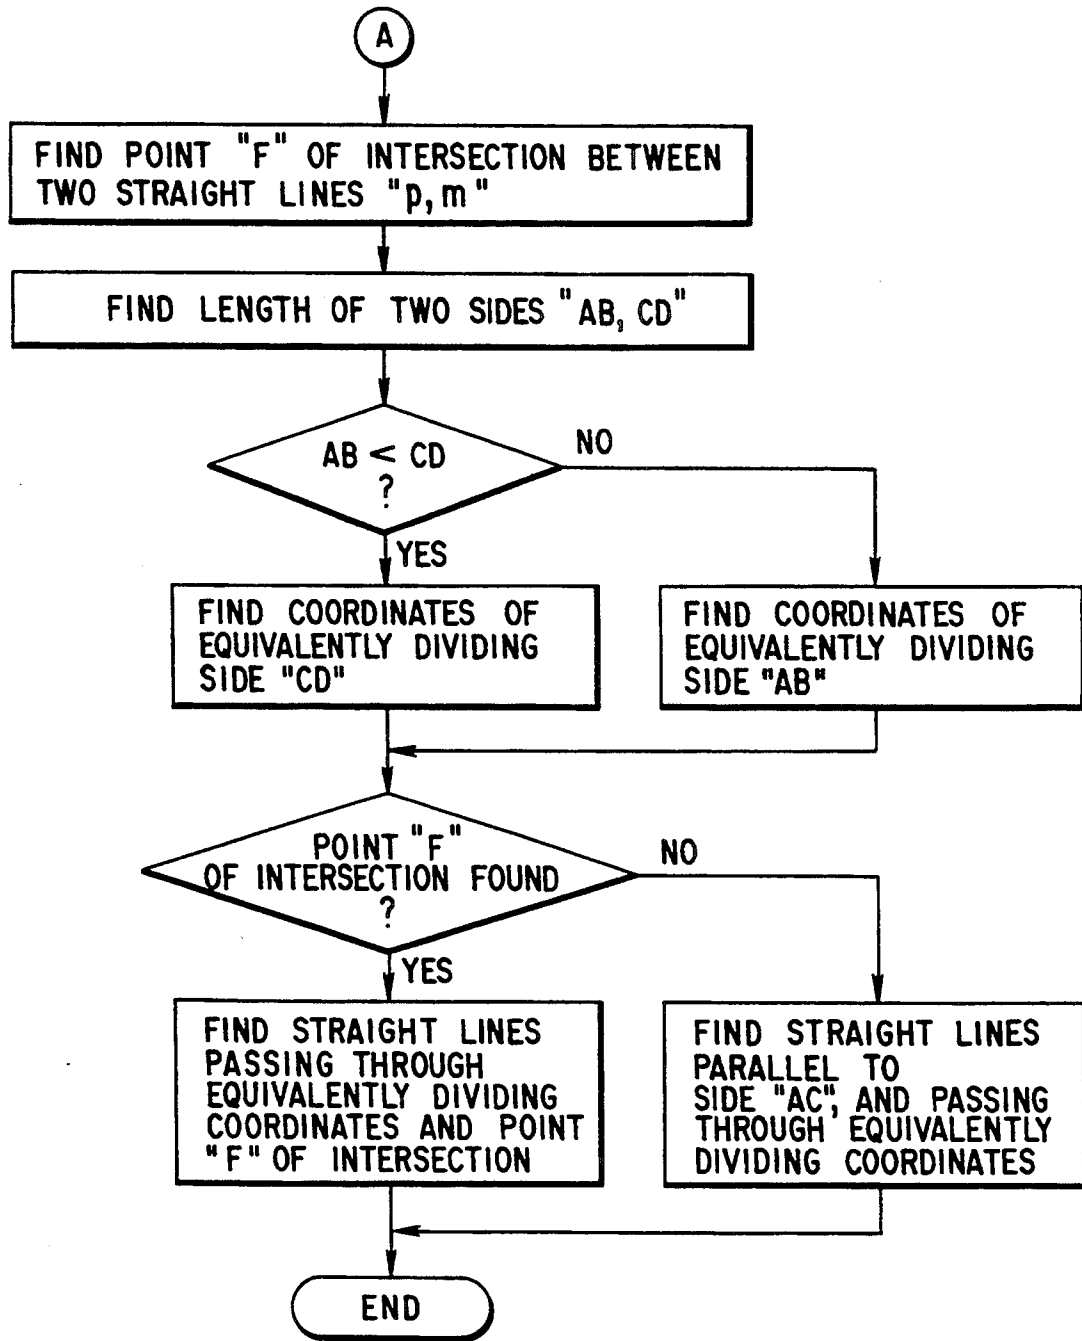 A
FIND POINT "F" OF INTERSECTION BETWEEN
TWO STRAIGHT LINES "p, m"
FIND LENGTH OF TWO SIDES "AB, CD"
AB < CD
?
NO
YES
FIND COORDINATES OF
EQUIVALENTLY DIVIDING
SIDE "CD"
FIND COORDINATES OF
EQUIVALENTLY DIVIDING
SIDE "AB"
POINT "F"
OF INTERSECTION FOUND
?
NO
YES
FIND STRAIGHT LINES
PASSING THROUGH
EQUIVALENTLY DIVIDING
COORDINATES AND POINT
"F" OF INTERSECTION
FIND STRAIGHT LINES
PARALLEL TO
SIDE "AC", AND PASSING
THROUGH EQUIVALENTLY
DIVIDING COORDINATES
END